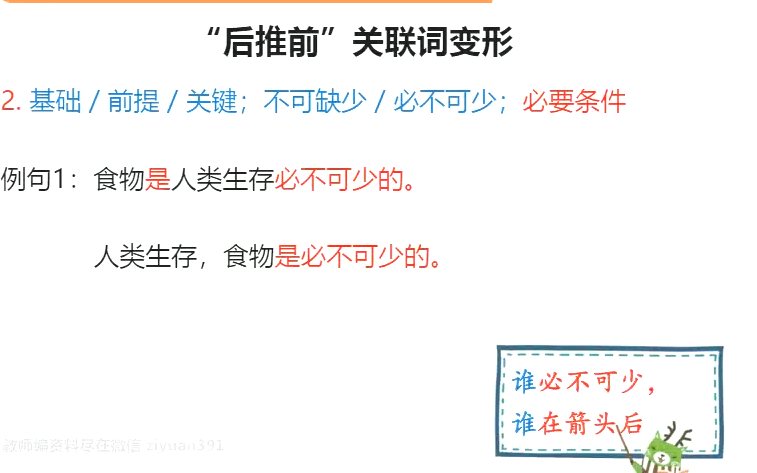 “后推前”关联词变形
2. 基础 / 前提 / 关键；不可缺少 / 必不可少；必要条件
例句1：食物是人类生存必不可少的。
人类生存，食物是必不可少的。
谁必不可少，
谁在箭头后
教师编资料尽在微信 ziyuan391